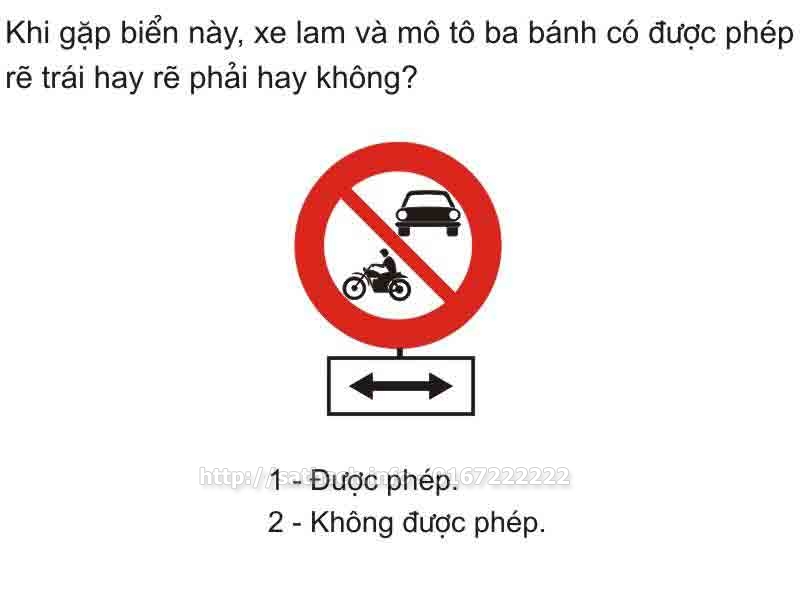 Khi gặp biển này, xe lam và mô tô ba bánh có được phép
rẽ trái hay rẽ phải hay không?
1 - Được phép.
2 - Không được phép.